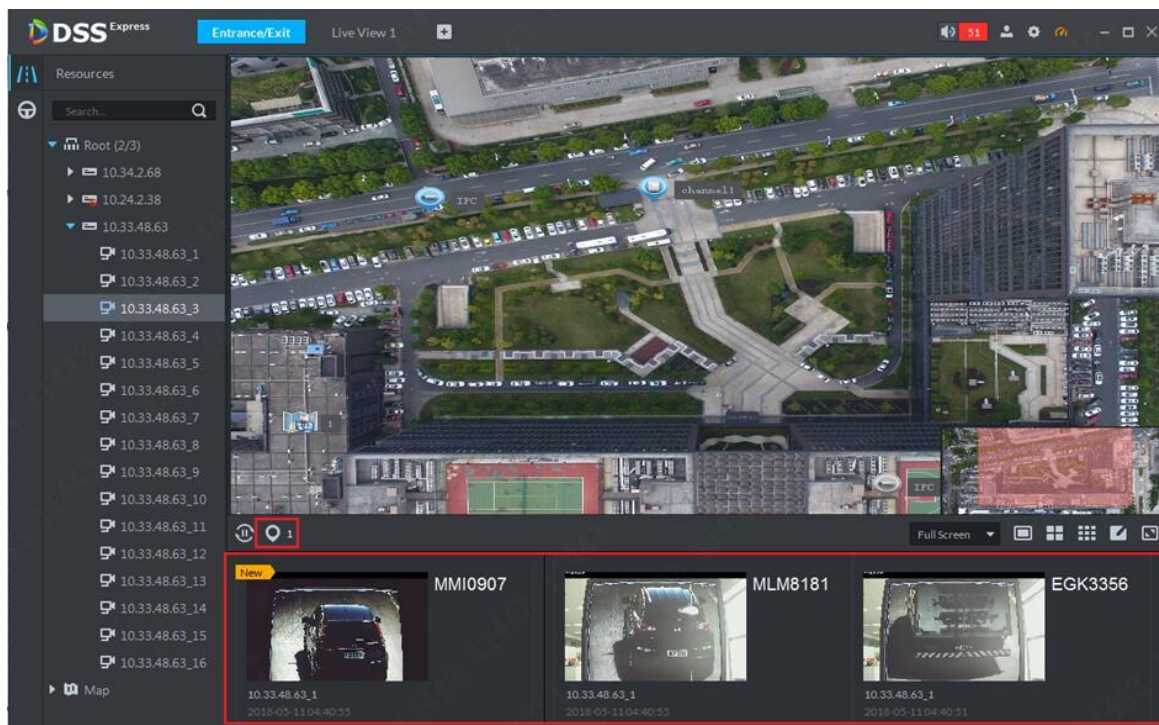 DSS Express
Entrance/Exit
Live View 1
51
Resources
Search...
Root (2/3)
10.34.2.68
10.24.2.38
10.33.48.63
10.33.48.63_1
10.33.48.63_2
10.33.48.63_3
10.33.48.63_4
10.33.48.63_5
10.33.48.63_6
10.33.48.63_7
10.33.48.63_8
10.33.48.63_9
10.33.48.63_10
10.33.48.63_11
10.33.48.63_12
10.33.48.63_13
10.33.48.63_14
10.33.48.63_15
10.33.48.63_16
Map
IPC
channel1
1
IPC
1
Full Screen
New
MMI0907
10.33.48.63_1
2018-05-11 04:40:55
MLM8181
10.33.48.63_1
2018-05-11 04:40:53
EGK3356
10.33.48.63_1
2018-05-11 04:40:51